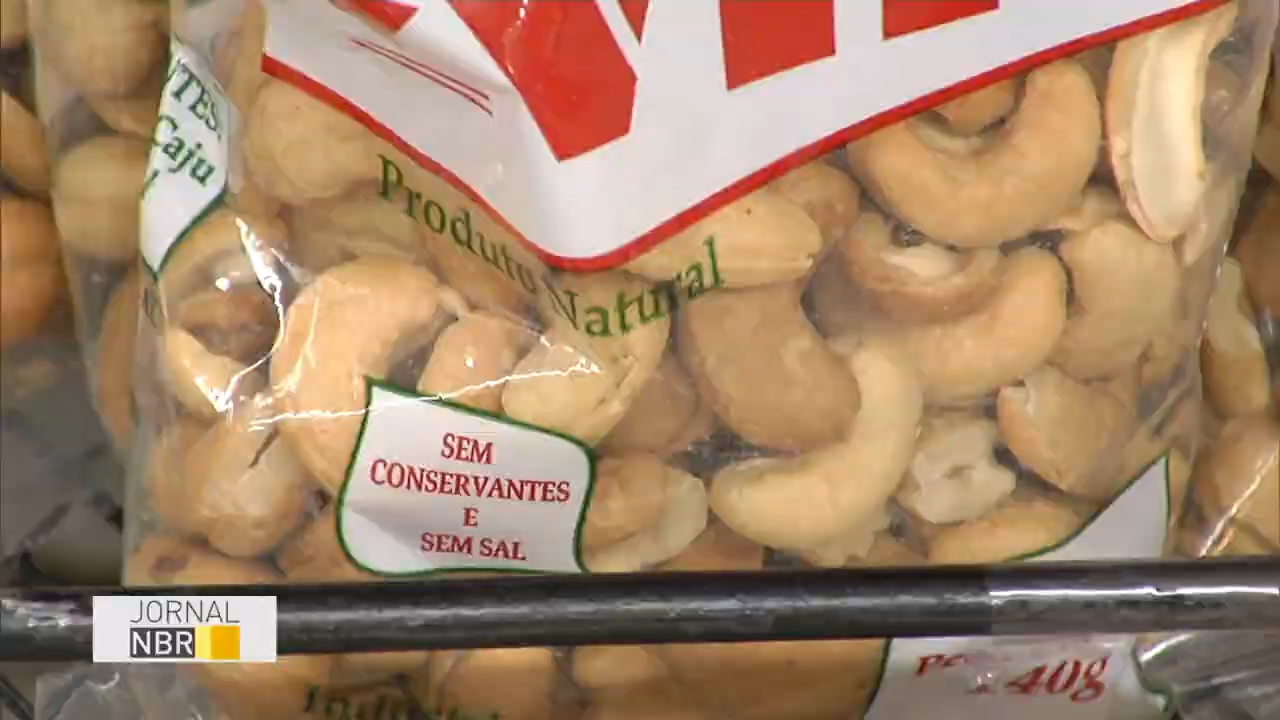 Caju
Produto Natural
SEM
CONSERVANTES
E
SEM SAL
JORNAL
NBR
40g